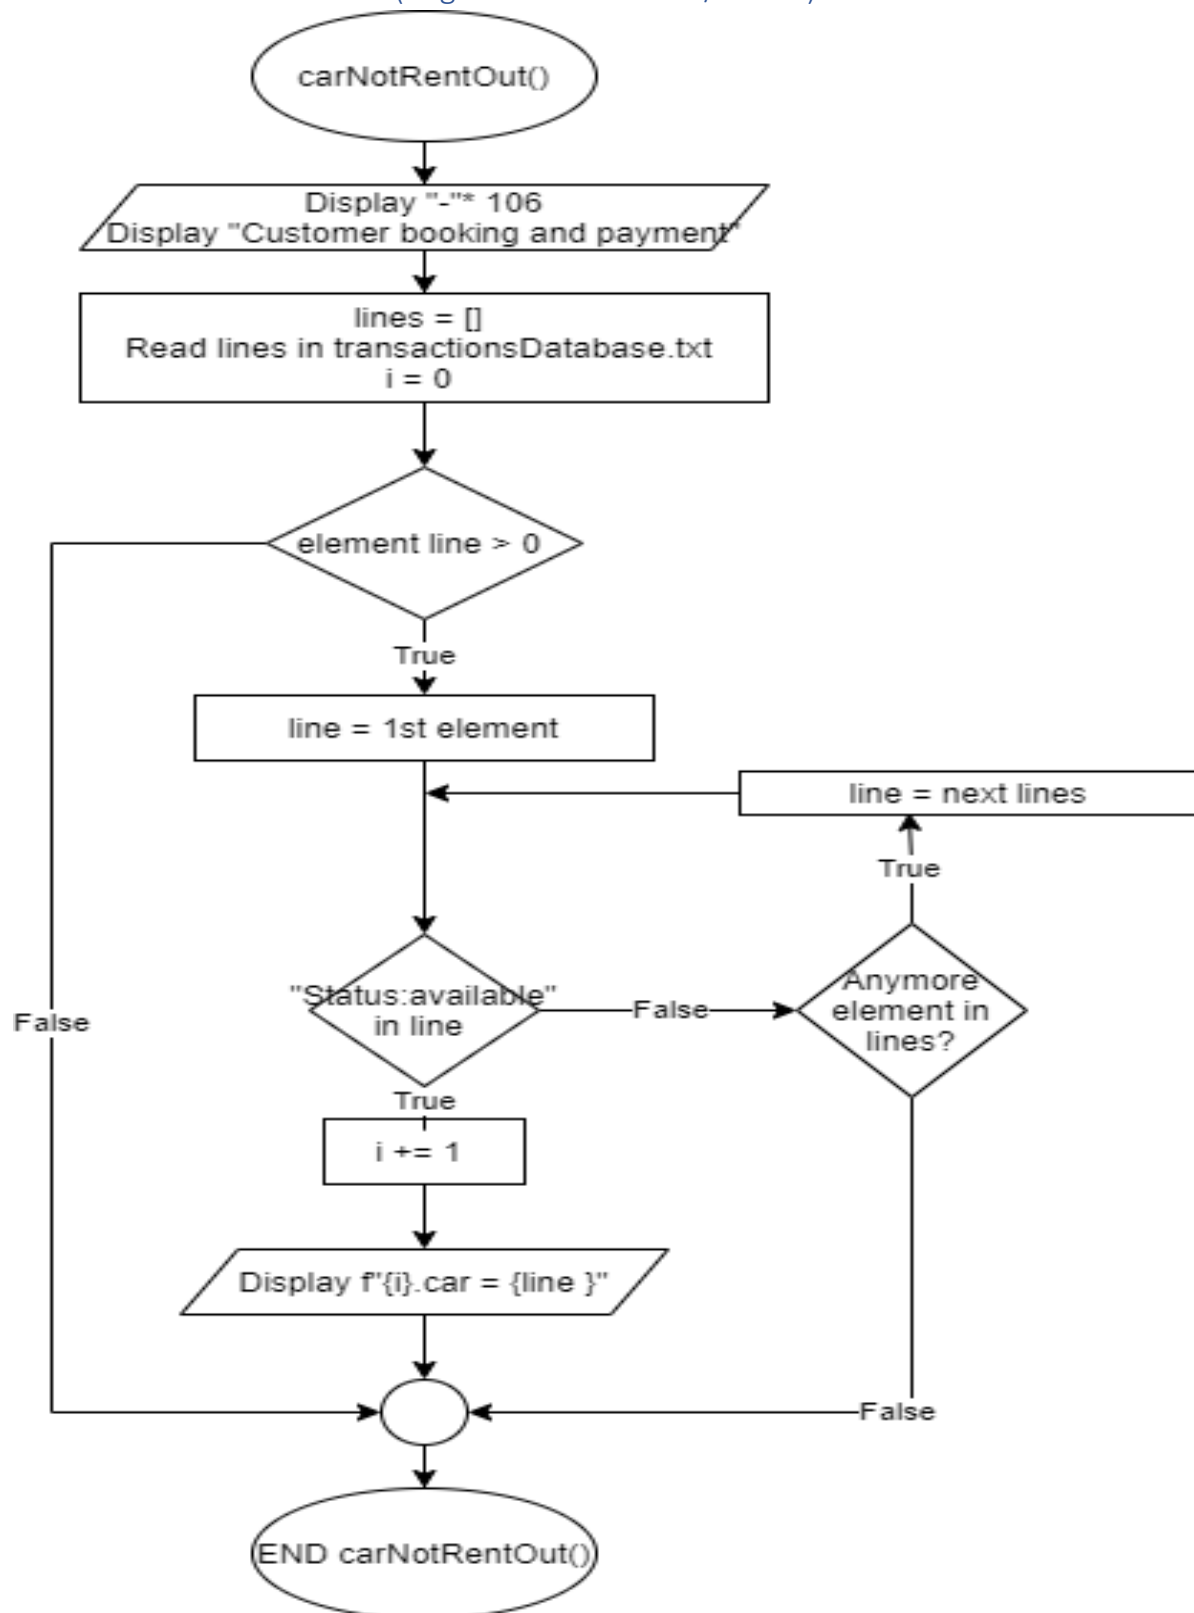 carNotRentOut()
Display "-"* 106
Display "Customer booking and payment"
lines = []
Read lines in transactionsDatabase.txt
i = 0
element line > 0
True
line = 1st element
line = next lines
True
"Status:available"
in line
False
Anymore
element in
lines?
False
True
i += 1
Display f"{i}.car = {line }"
False
END carNotRentOut()